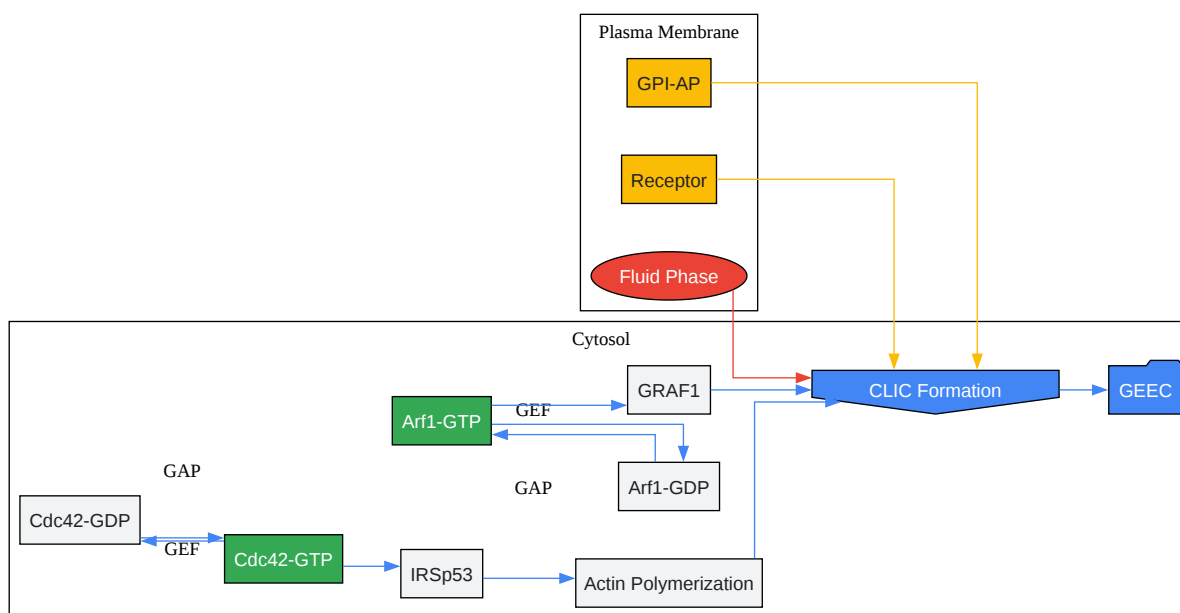 Plasma Membrane
GPI-AP
Receptor
Fluid Phase
Cytosol
GRAF1
CLIC Formation
GEEC
Arf1-GTP
GEF
GAP
GAP
Arf1-GDP
Cdc42-GDP
GEF
Cdc42-GTP
IRSp53
Actin Polymerization